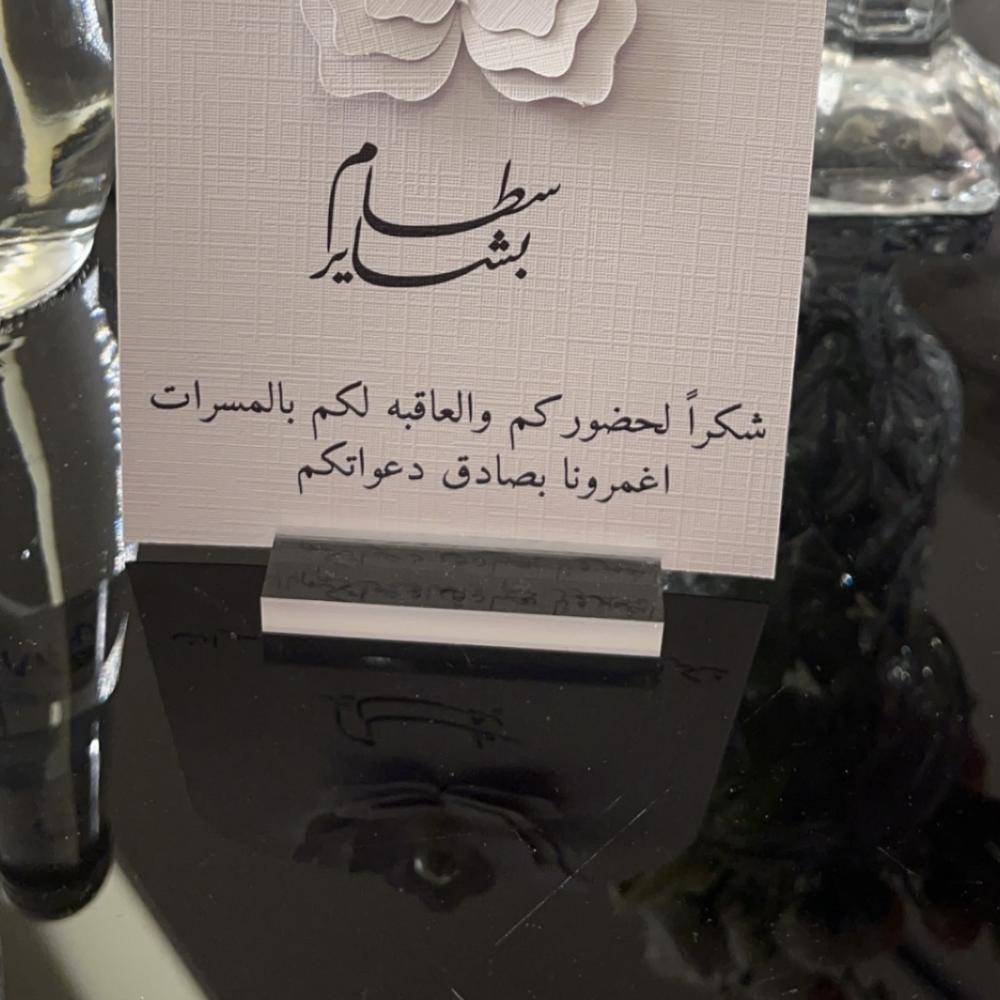 سطام
بشاير
شكراً لحضوركم والعاقبه لكم بالمسرات
اغمرونا بصادق دعواتكم